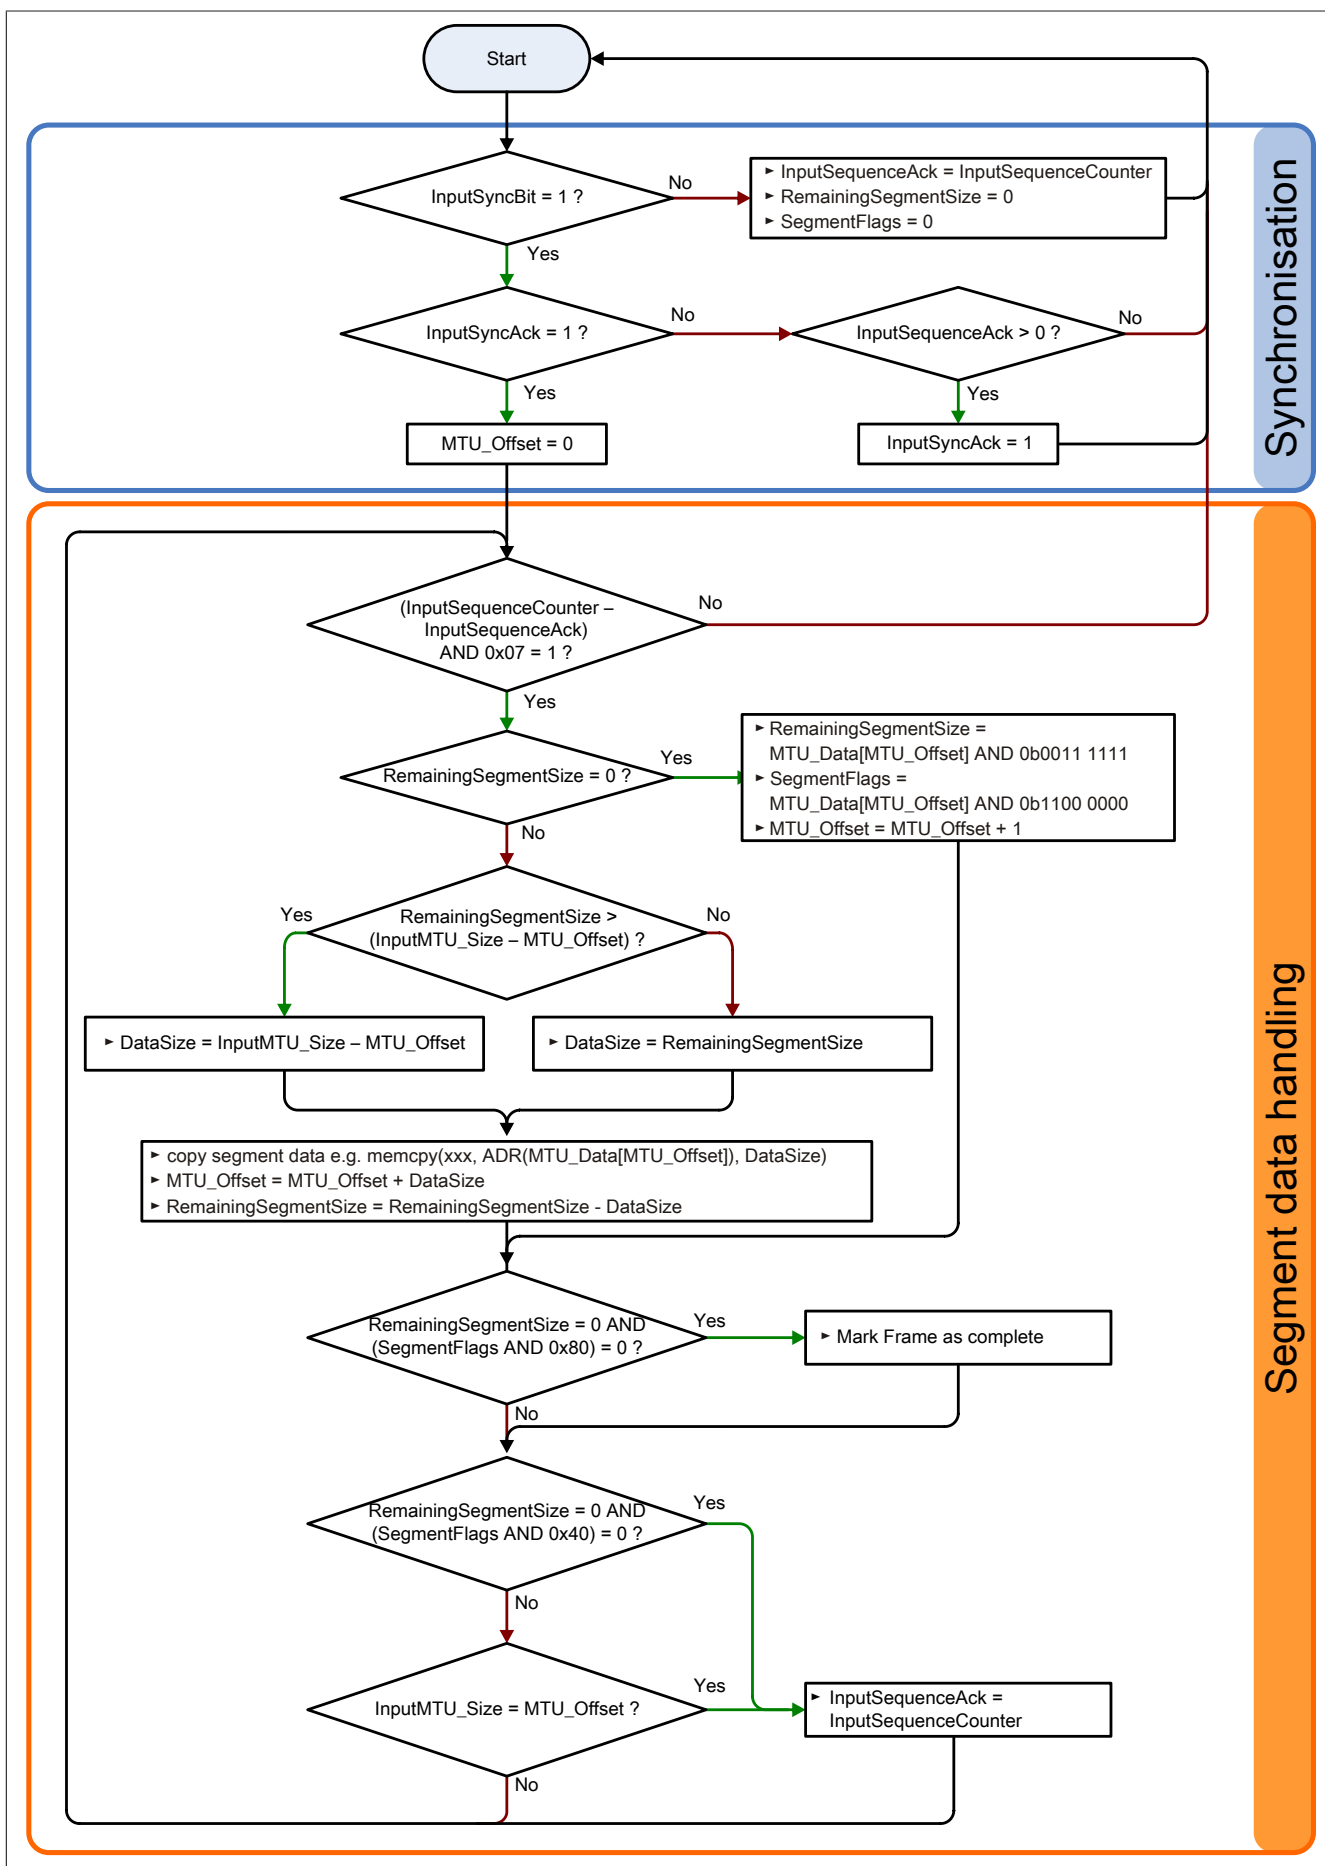 Start
Synchronisation
InputSyncBit = 1 ?
No
► InputSequenceAck = InputSequenceCounter
► RemainingSegmentSize = 0
► SegmentFlags = 0
Yes
InputSyncAck = 1 ?
No
InputSequenceAck > 0 ?
No
Yes
Yes
MTU_Offset = 0
InputSyncAck = 1
Segment data handling
(InputSequenceCounter –
InputSequenceAck)
AND 0x07 = 1 ?
No
Yes
RemainingSegmentSize = 0 ?
Yes
► RemainingSegmentSize =
MTU_Data[MTU_Offset] AND 0b0011 1111
► SegmentFlags =
MTU_Data[MTU_Offset] AND 0b1100 0000
► MTU_Offset = MTU_Offset + 1
No
RemainingSegmentSize >
(InputMTU_Size – MTU_Offset) ?
Yes
No
► DataSize = InputMTU_Size – MTU_Offset
► DataSize = RemainingSegmentSize
► copy segment data e.g. memcpy(xxx, ADR(MTU_Data[MTU_Offset]), DataSize)
► MTU_Offset = MTU_Offset + DataSize
► RemainingSegmentSize = RemainingSegmentSize - DataSize
RemainingSegmentSize = 0 AND
(SegmentFlags AND 0x80) = 0 ?
Yes
► Mark Frame as complete
No
RemainingSegmentSize = 0 AND
(SegmentFlags AND 0x40) = 0 ?
Yes
No
InputMTU_Size = MTU_Offset ?
Yes
► InputSequenceAck =
InputSequenceCounter
No